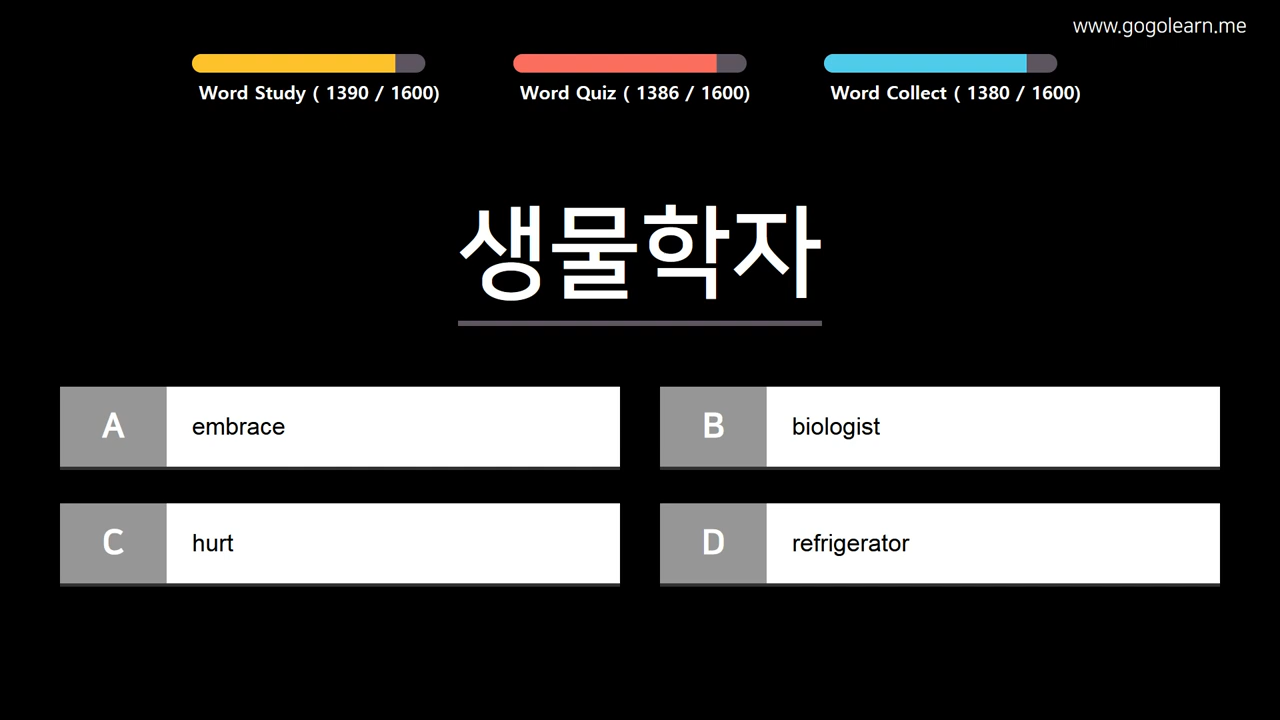 www.gogolearn.me
Word Study ( 1390 / 1600)
Word Quiz ( 1386 / 1600)
Word Collect ( 1380 / 1600)
생물학자
A embrace
B biologist
C hurt
D refrigerator